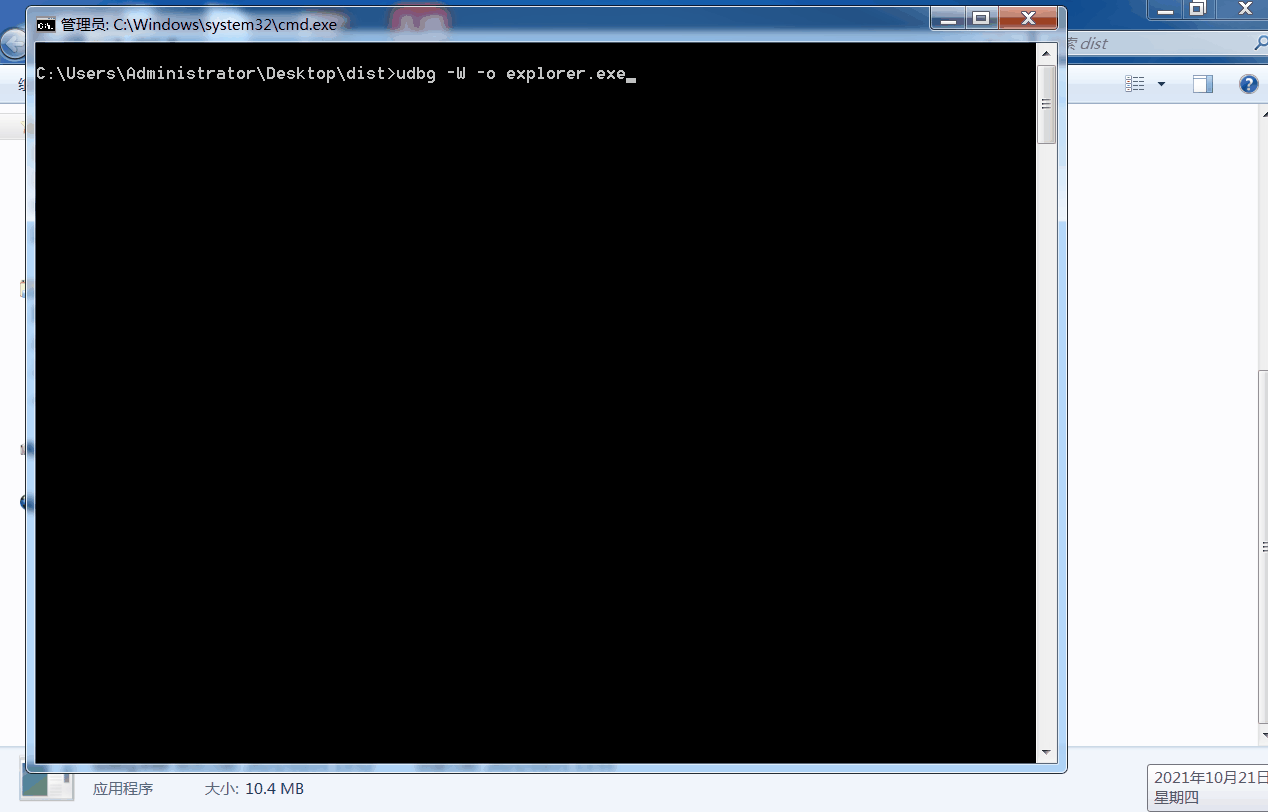 管理员: C:\Windows\system32\cmd.exe
索 dist
C:\Users\Administrator\Desktop\dist>udbg -W -o explorer.exe
应用程序 大小: 10.4 MB
2021年10月21日
星期四